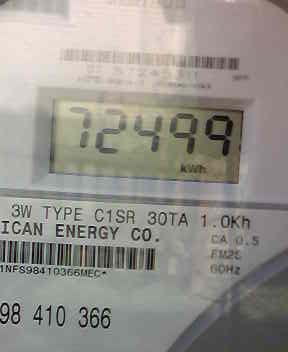 72499
kWh
3W TYPE C1SR 30TA 1.0Kh
ICAN ENERGY CO.
CA 0.5
60Hz
1NFS98410366MEC*
98 410 366